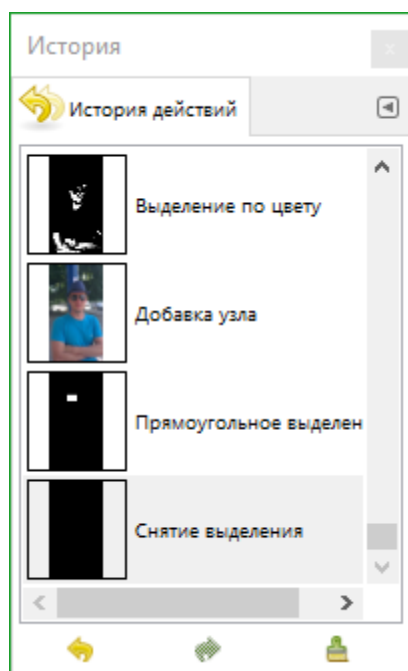 История
x
История действий
Выделение по цвету
Добавка узла
Прямоугольное выделен
Снятие выделения